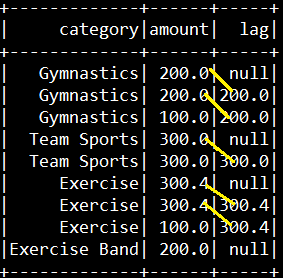 +-------------+------+-----+
|     category|amount|  lag|
+-------------+------+-----+
|   Gymnastics| 200.0| null|
|   Gymnastics| 200.0|200.0|
|   Gymnastics| 100.0|200.0|
|  Team Sports| 300.0| null|
|  Team Sports| 300.0|300.0|
|     Exercise| 300.4| null|
|     Exercise| 300.4|300.4|
|     Exercise| 100.0|300.4|
|Exercise Band| 200.0| null|
+-------------+------+-----+